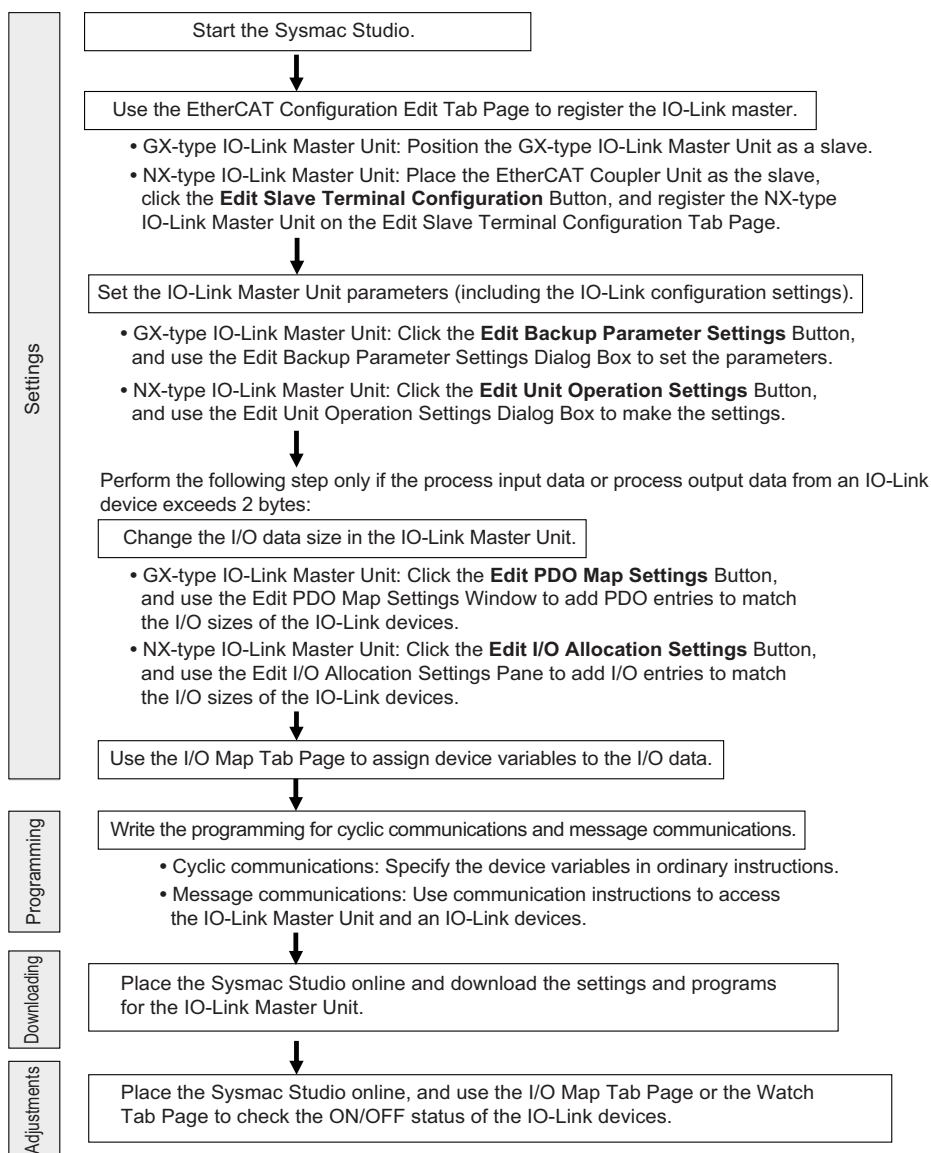 Settings
Start the Sysmac Studio.
Use the EtherCAT Configuration Edit Tab Page to register the IO-Link master.
• GX-type IO-Link Master Unit: Position the GX-type IO-Link Master Unit as a slave.
• NX-type IO-Link Master Unit: Place the EtherCAT Coupler Unit as the slave,
click the Edit Slave Terminal Configuration Button, and register the NX-type
IO-Link Master Unit on the Edit Slave Terminal Configuration Tab Page.
Set the IO-Link Master Unit parameters (including the IO-Link configuration settings).
• GX-type IO-Link Master Unit: Click the Edit Backup Parameter Settings Button,
and use the Edit Backup Parameter Settings Dialog Box to set the parameters.
• NX-type IO-Link Master Unit: Click the Edit Unit Operation Settings Button,
and use the Edit Unit Operation Settings Dialog Box to make the settings.
Perform the following step only if the process input data or process output data from an IO-Link
device exceeds 2 bytes:
Change the I/O data size in the IO-Link Master Unit.
• GX-type IO-Link Master Unit: Click the Edit PDO Map Settings Button,
and use the Edit PDO Map Settings Window to add PDO entries to match
the I/O sizes of the IO-Link devices.
• NX-type IO-Link Master Unit: Click the Edit I/O Allocation Settings Button,
and use the Edit I/O Allocation Settings Pane to add I/O entries to match
the I/O sizes of the IO-Link devices.
Use the I/O Map Tab Page to assign device variables to the I/O data.
Programming
Write the programming for cyclic communications and message communications.
• Cyclic communications: Specify the device variables in ordinary instructions.
• Message communications: Use communication instructions to access
the IO-Link Master Unit and an IO-Link devices.
Downloading
Place the Sysmac Studio online and download the settings and programs
for the IO-Link Master Unit.
Adjustments
Place the Sysmac Studio online, and use the I/O Map Tab Page or the Watch
Tab Page to check the ON/OFF status of the IO-Link devices.